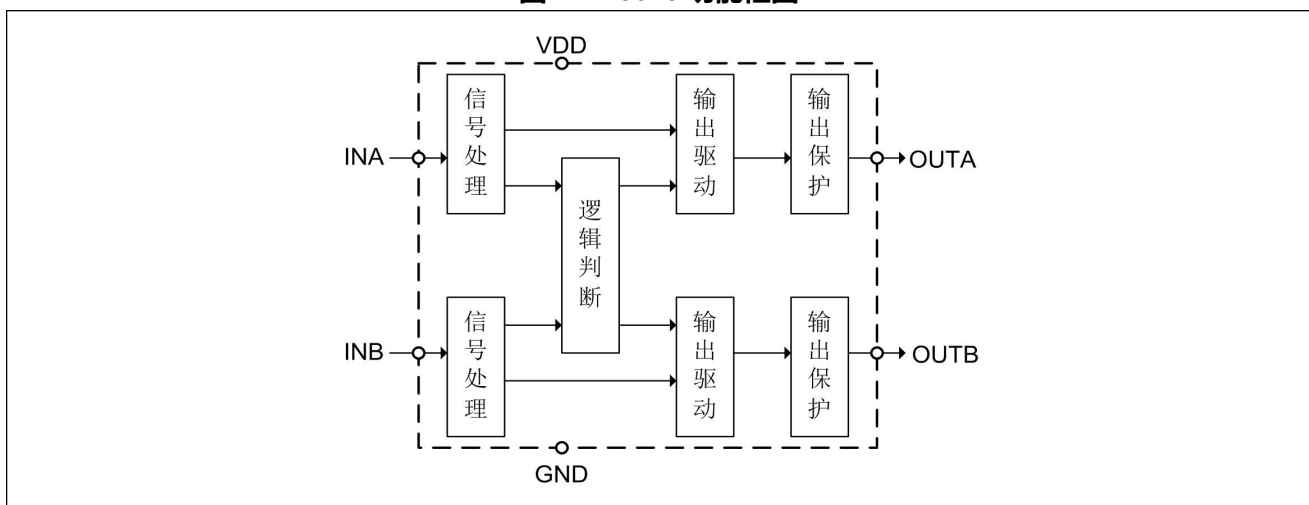 VDD
信号处理
输出驱动
输出保护
INA
OUTA
逻辑判断
信号处理
输出驱动
输出保护
INB
OUTB
GND